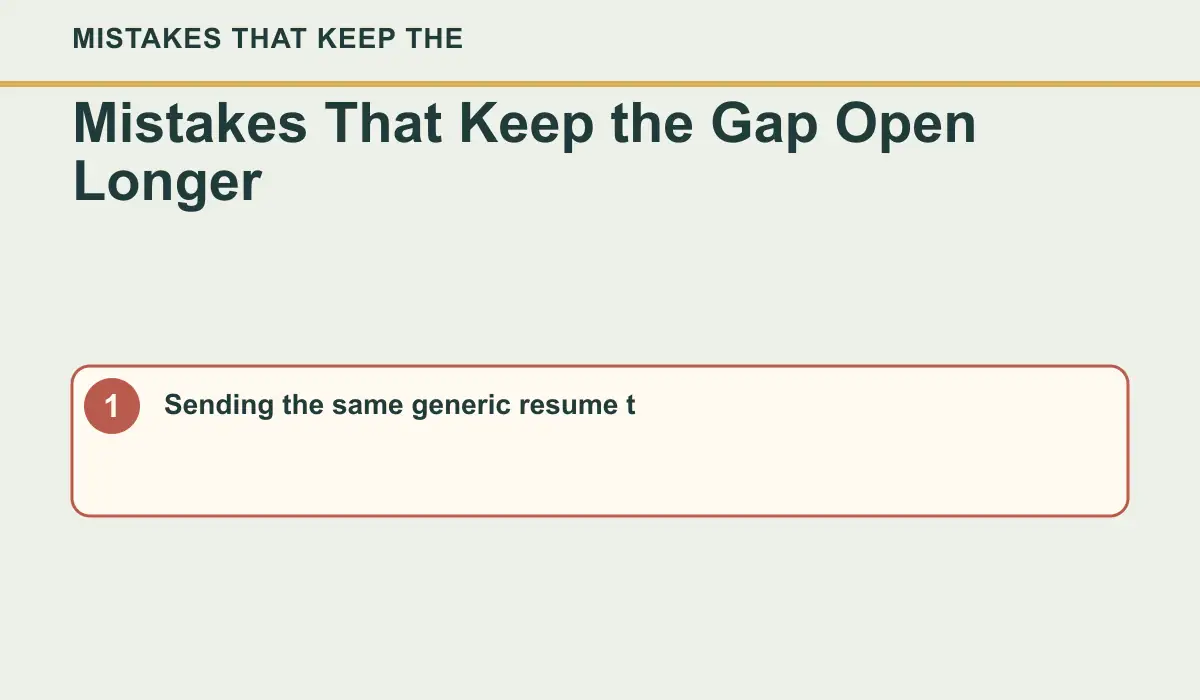 MISTAKES THAT KEEP THE
Mistakes That Keep the Gap Open
Longer
1
Sending the same generic resume t